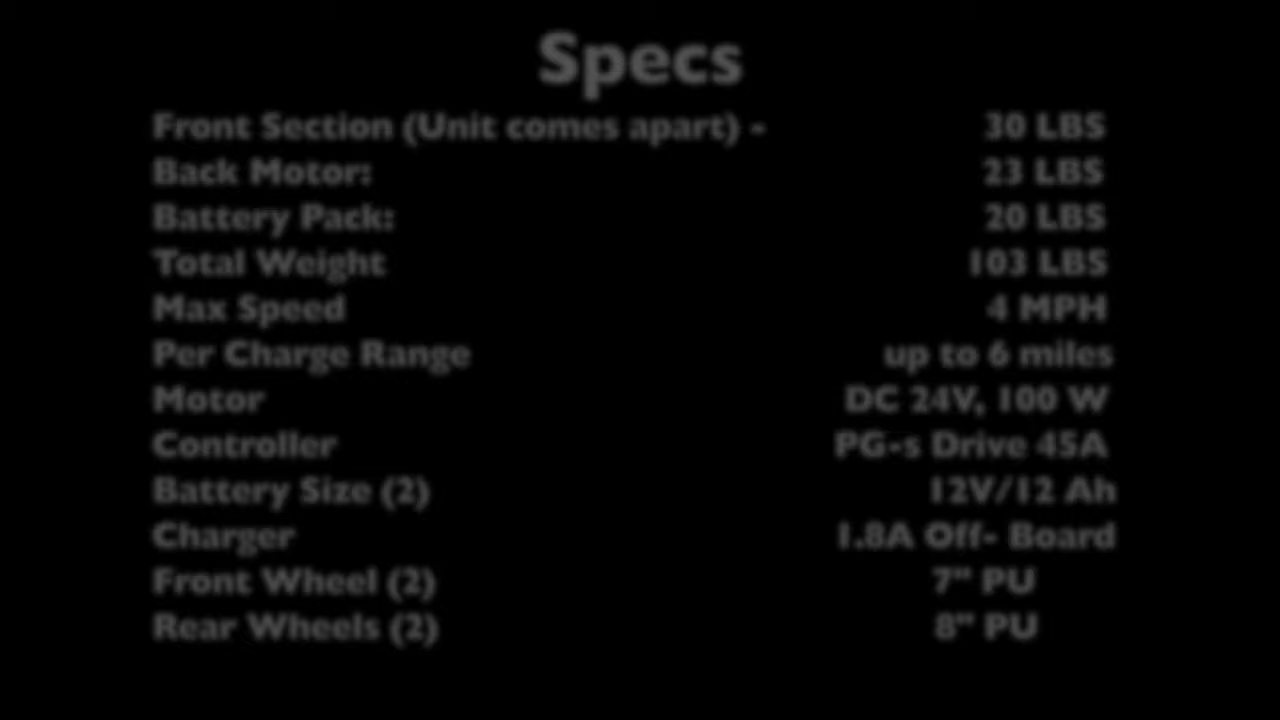 Specs
Front Section (Unit comes apart) - 30 LBS
Back Motor: 23 LBS
Battery Pack: 20 LBS
Total Weight 103 LBS
Max Speed 4 MPH
Per Charge Range up to 6 miles
Motor DC 24V, 100 W
Controller PG-s Drive 45A
Battery Size (2) 12V/12 Ah
Charger 1.8A Off- Board
Front Wheel (2) 7" PU
Rear Wheels (2) 8" PU